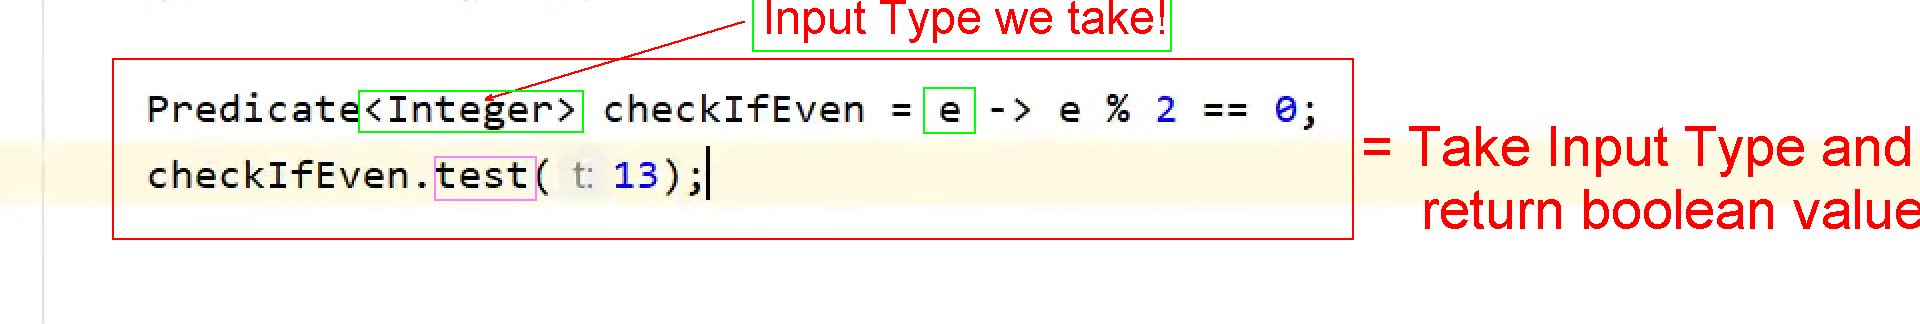 Input Type we take!
Predicate<Integer> checkIfEven = e -> e % 2 == 0;
checkIfEven.test( t: 13);
= Take Input Type and
return boolean value